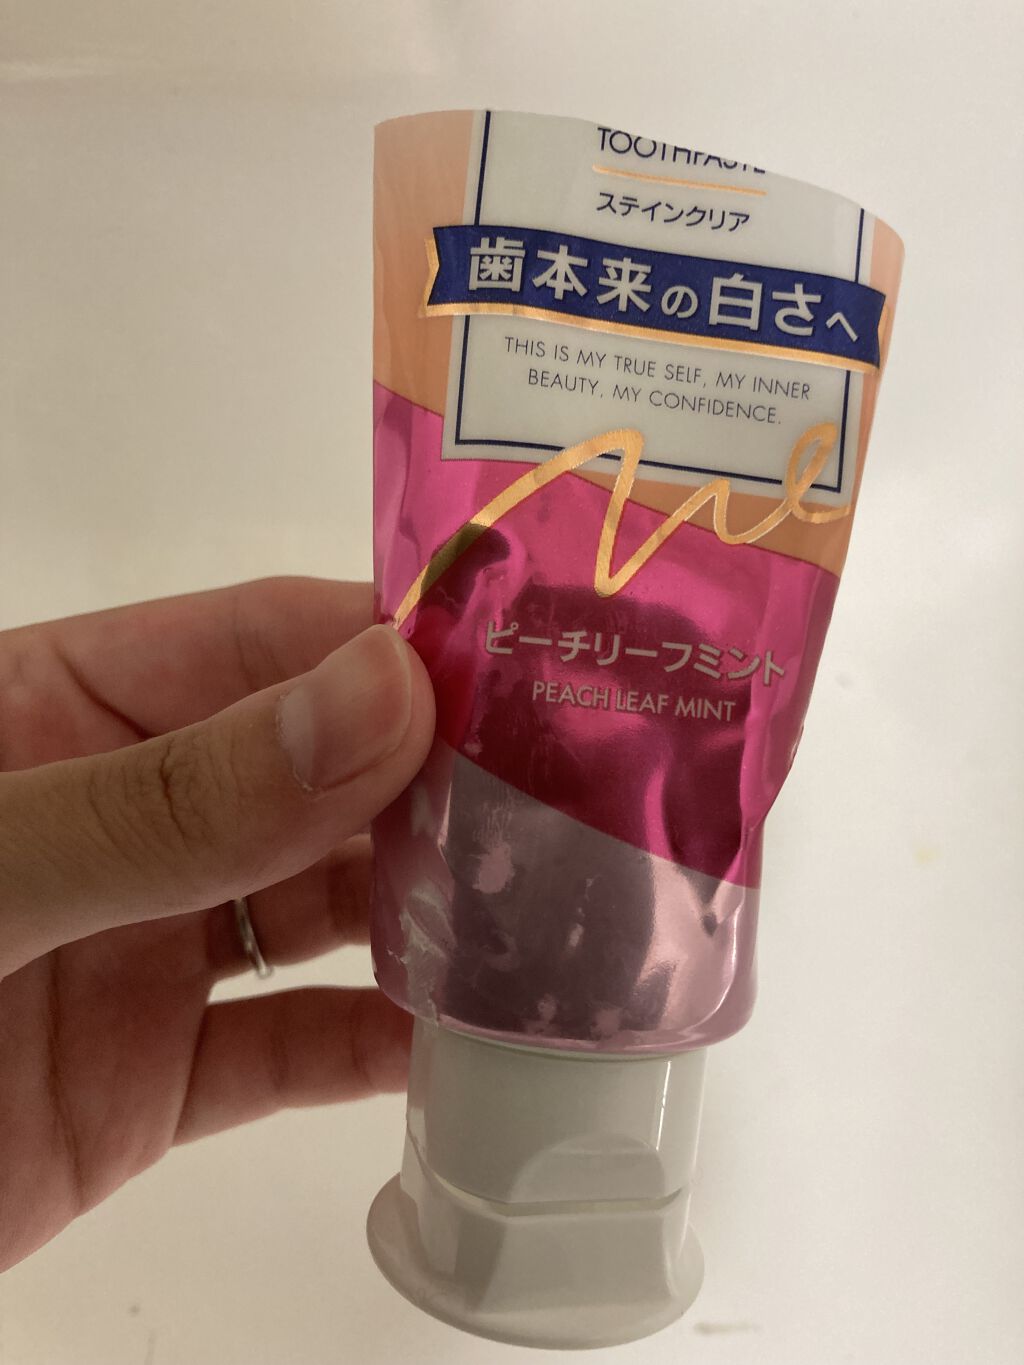 TOOTHPASTE
ステインクリア
歯本来の白さへ
THIS IS MY TRUE SELF, MY INNER
BEAUTY, MY CONFIDENCE.
Me
ピーチリーフミント
PEACH LEAF MINT